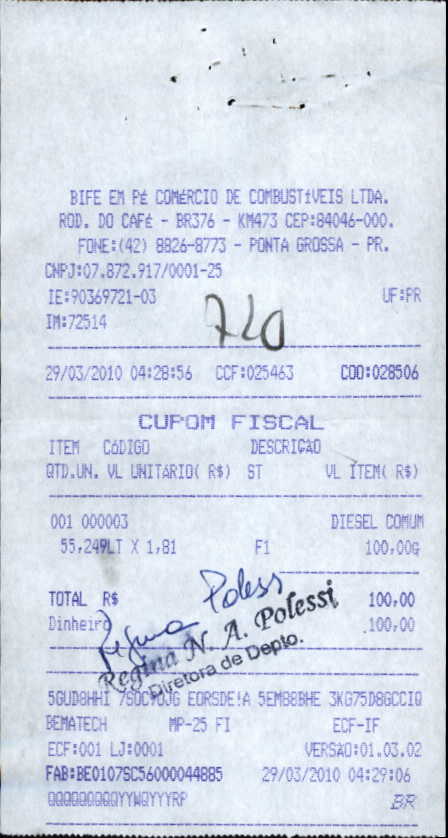 BIFE EM PÉ COMÉRCIO DE COMBUSTÍVEIS LTDA.
ROD. DO CAFÉ - BR376 - KM473 CEP:84046-000.
FONE:(42) 8826-8773 - PONTA GROSSA - PR.
CNPJ:07.872.917/0001-25
IE:90369721-03 UF:PR
IM:72514
720
29/03/2010 04:28:56 CCF:025463 COO:028506
CUPOM FISCAL
ITEM CóDIGO DESCRIÇÃO
QTD.UN. VL UNITÁRIO( R$) ST VL ITEM( R$)
001 000003 DIESEL COMUM
55,249LT X 1,81 F1 100,00G
TOTAL R$ 100,00
Dinheiro 100,00
Regina Poless
Regina N. A. Polessi
Diretora de Depto.
BEMATECH MP-25 FI ECF-IF
ECF:001 LJ:0001 VERSÃO:01.03.02
FAB:BE0107SC56000044885 29/03/2010 04:29:06
QQQQQQQQQYYWQYYYRP BR